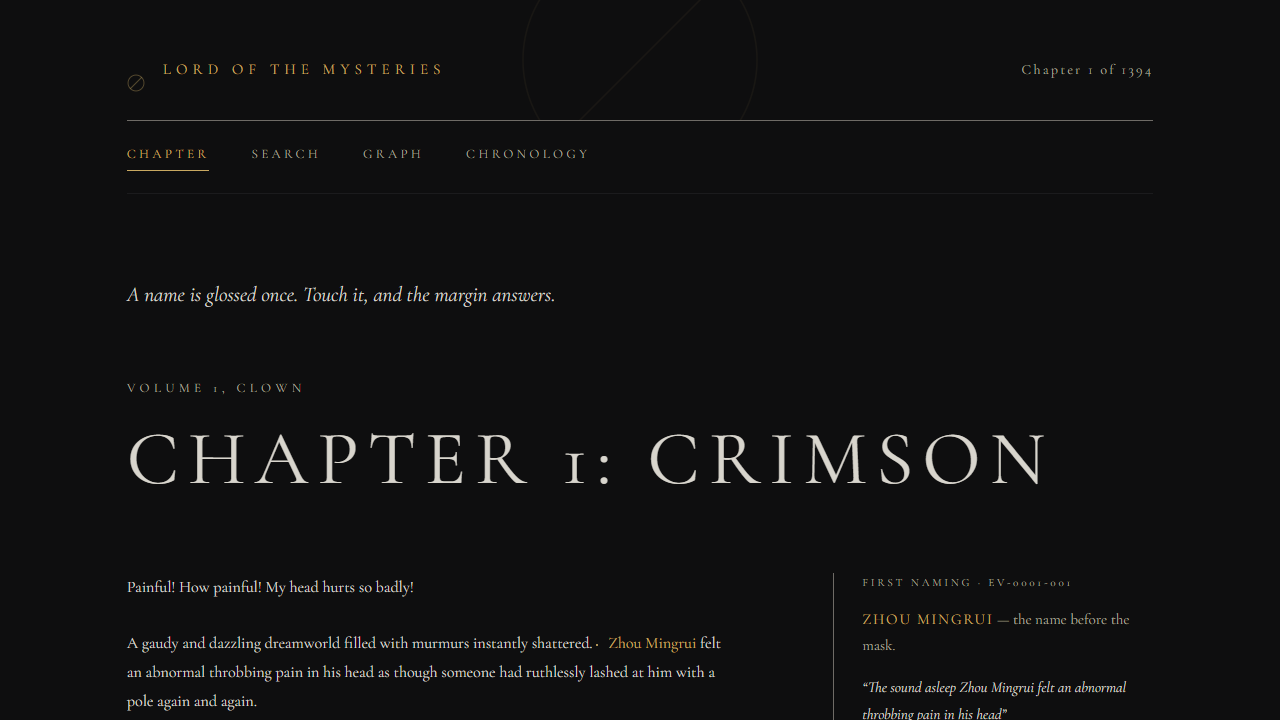 LORD OF THE MYSTERIES
Chapter 1 of 1394
CHAPTER SEARCH GRAPH CHRONOLOGY
A name is glossed once. Touch it, and the margin answers.
VOLUME 1, CLOWN
CHAPTER 1: CRIMSON
Painful! How painful! My head hurts so badly!
A gaudy and dazzling dreamworld filled with murmurs instantly shattered. · Zhou Mingrui felt
an abnormal throbbing pain in his head as though someone had ruthlessly lashed at him with a
pole again and again.
FIRST NAMING · EV-0001-001
ZHOU MINGRUI — the name before the
mask.
“The sound asleep Zhou Mingrui felt an abnormal
throbbing pain in his head”